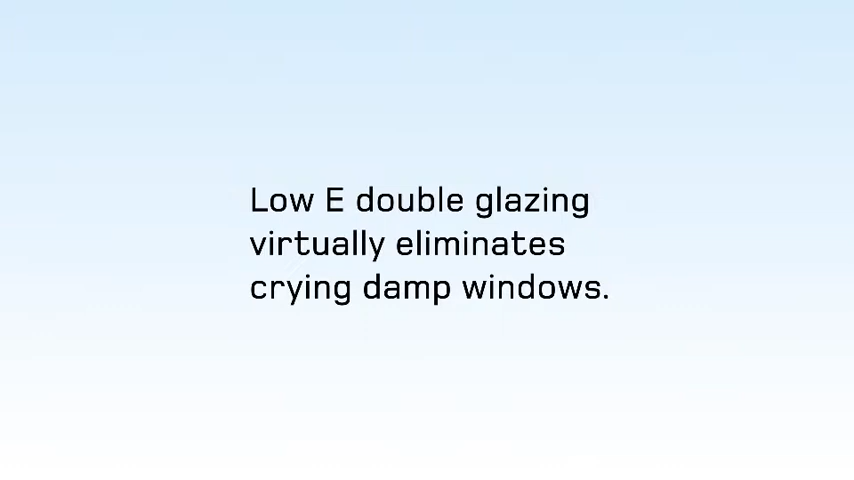 Low E double glazing
virtually eliminates
crying damp windows.